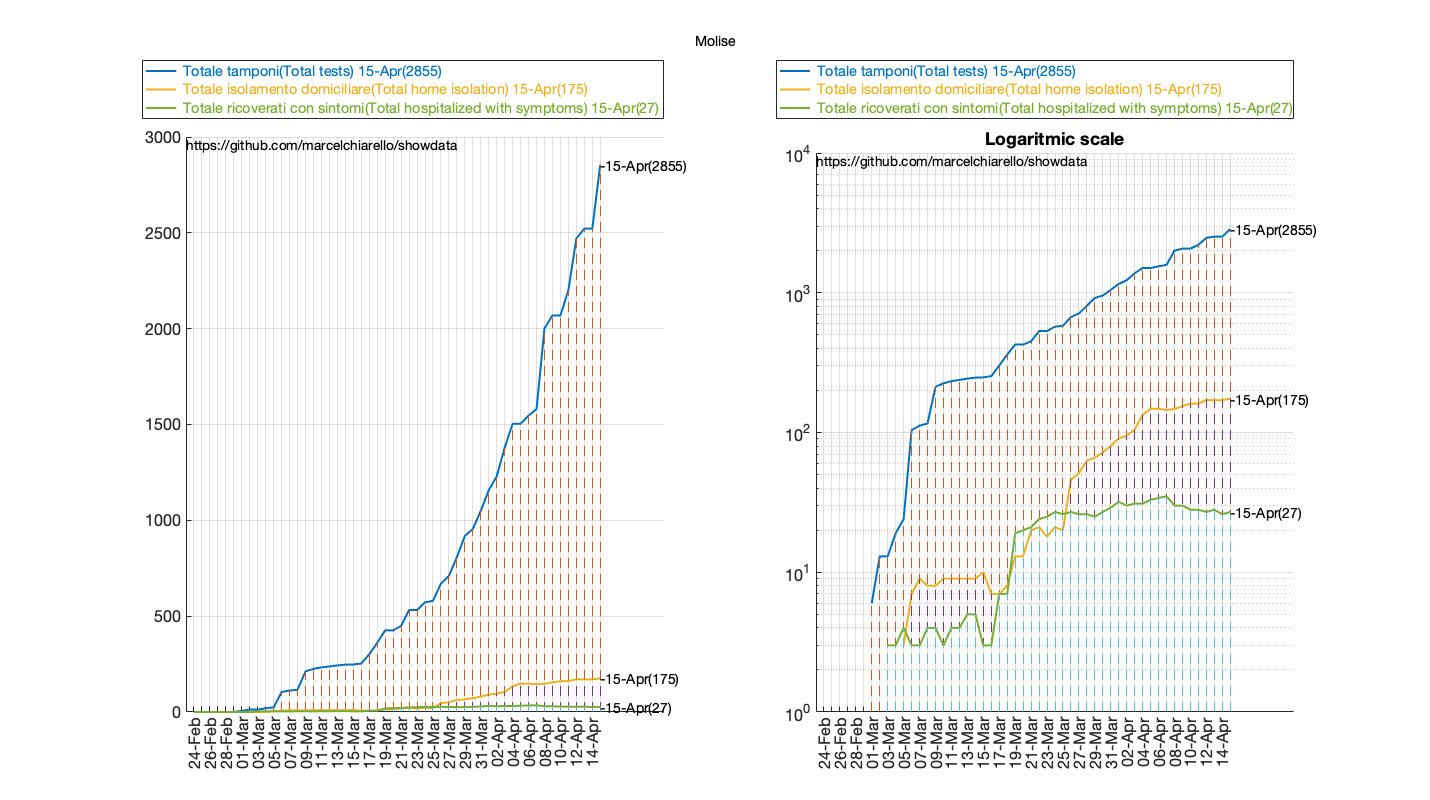 Molise
Totale tamponi(Total tests) 15-Apr(2855)
Totale isolamento domiciliare(Total home isolation) 15-Apr(175)
Totale ricoverati con sintomi(Total hospitalized with symptoms) 15-Apr(27)
3000
https://github.com/marcelchiarello/showdata
15-Apr(2855)
2500
2000
1500
1000
500
15-Apr(175)
15-Apr(27)
0
24-Feb
26-Feb
28-Feb
01-Mar
03-Mar
05-Mar
07-Mar
09-Mar
11-Mar
13-Mar
15-Mar
17-Mar
19-Mar
21-Mar
23-Mar
25-Mar
27-Mar
29-Mar
31-Mar
02-Apr
04-Apr
06-Apr
08-Apr
10-Apr
12-Apr
14-Apr
Totale tamponi(Total tests) 15-Apr(2855)
Totale isolamento domiciliare(Total home isolation) 15-Apr(175)
Totale ricoverati con sintomi(Total hospitalized with symptoms) 15-Apr(27)
Logaritmic scale
10^4
https://github.com/marcelchiarello/showdata
15-Apr(2855)
10^3
10^2
15-Apr(175)
15-Apr(27)
10^1
10^0
24-Feb
26-Feb
28-Feb
01-Mar
03-Mar
05-Mar
07-Mar
09-Mar
11-Mar
13-Mar
15-Mar
17-Mar
19-Mar
21-Mar
23-Mar
25-Mar
27-Mar
29-Mar
31-Mar
02-Apr
04-Apr
06-Apr
08-Apr
10-Apr
12-Apr
14-Apr